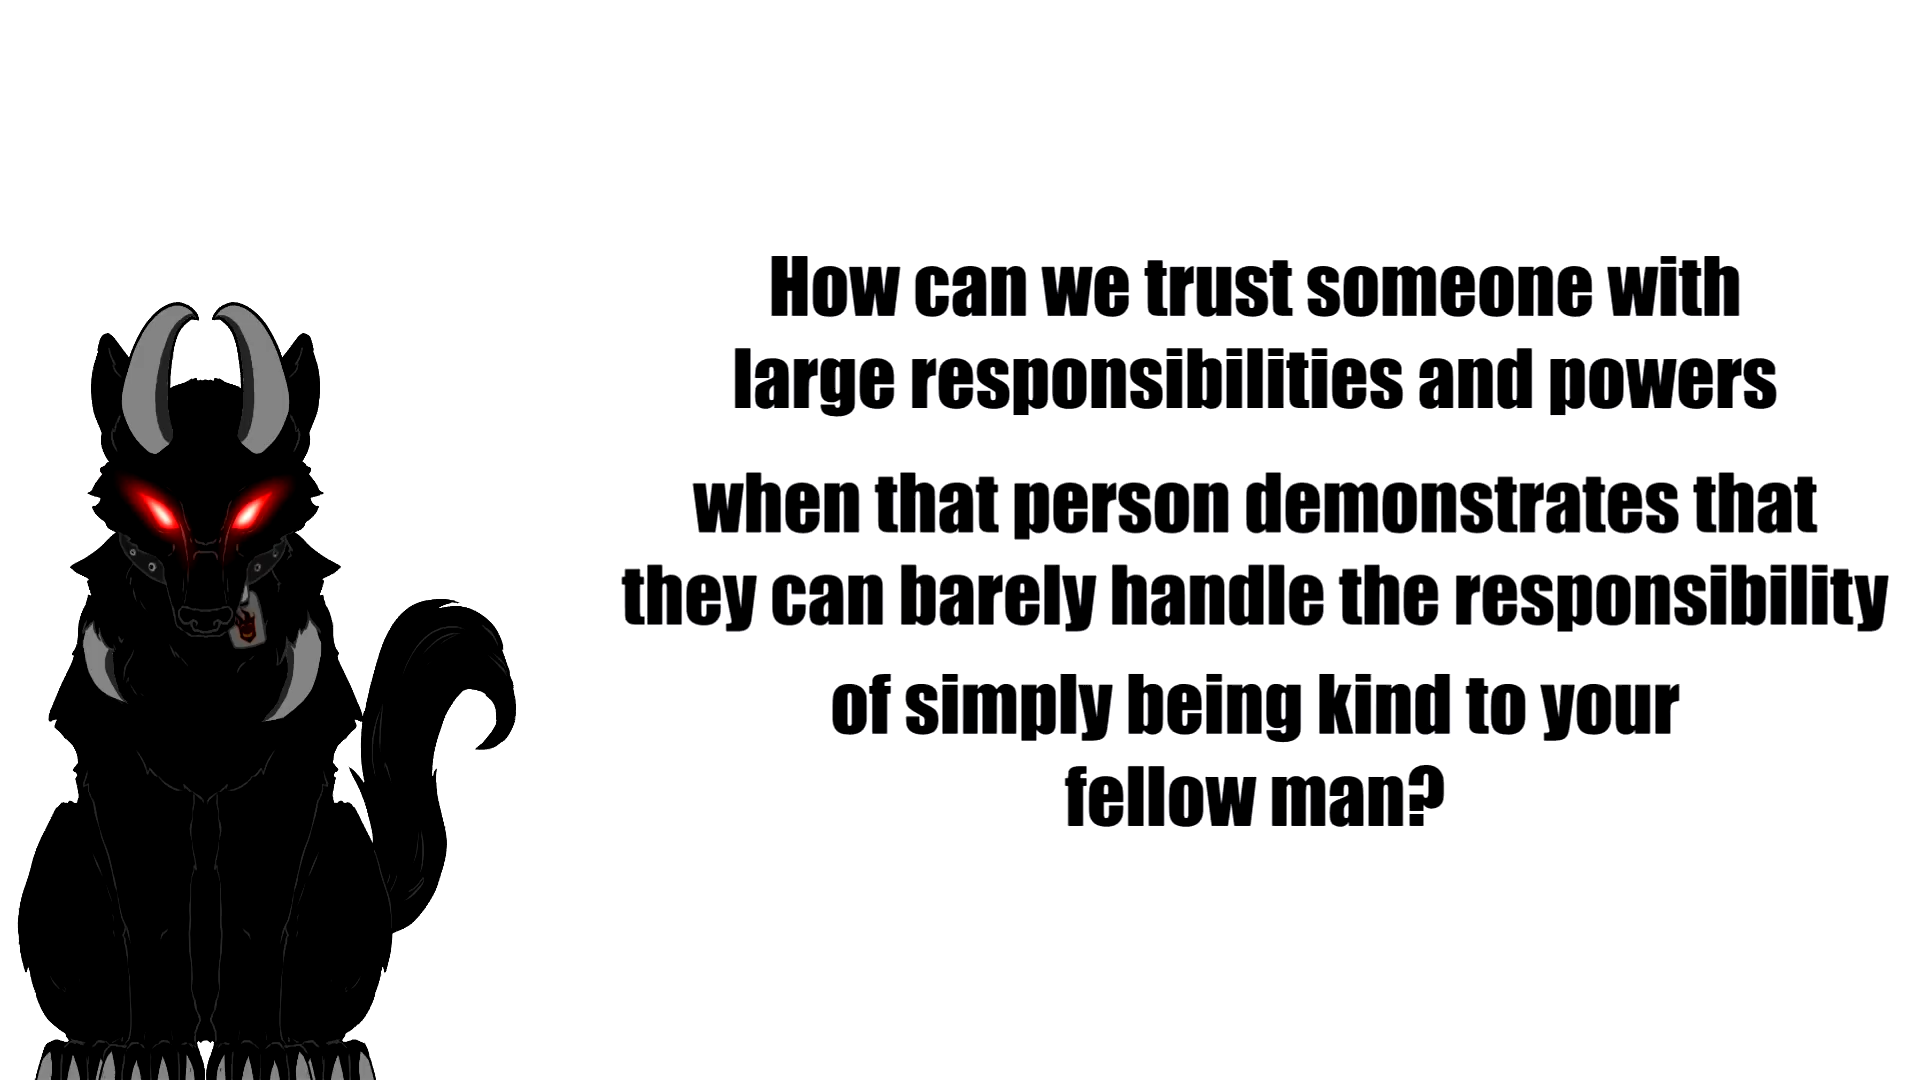 How can we trust someone with
large responsibilities and powers
when that person demonstrates that
they can barely handle the responsibility
of simply being kind to your
fellow man?